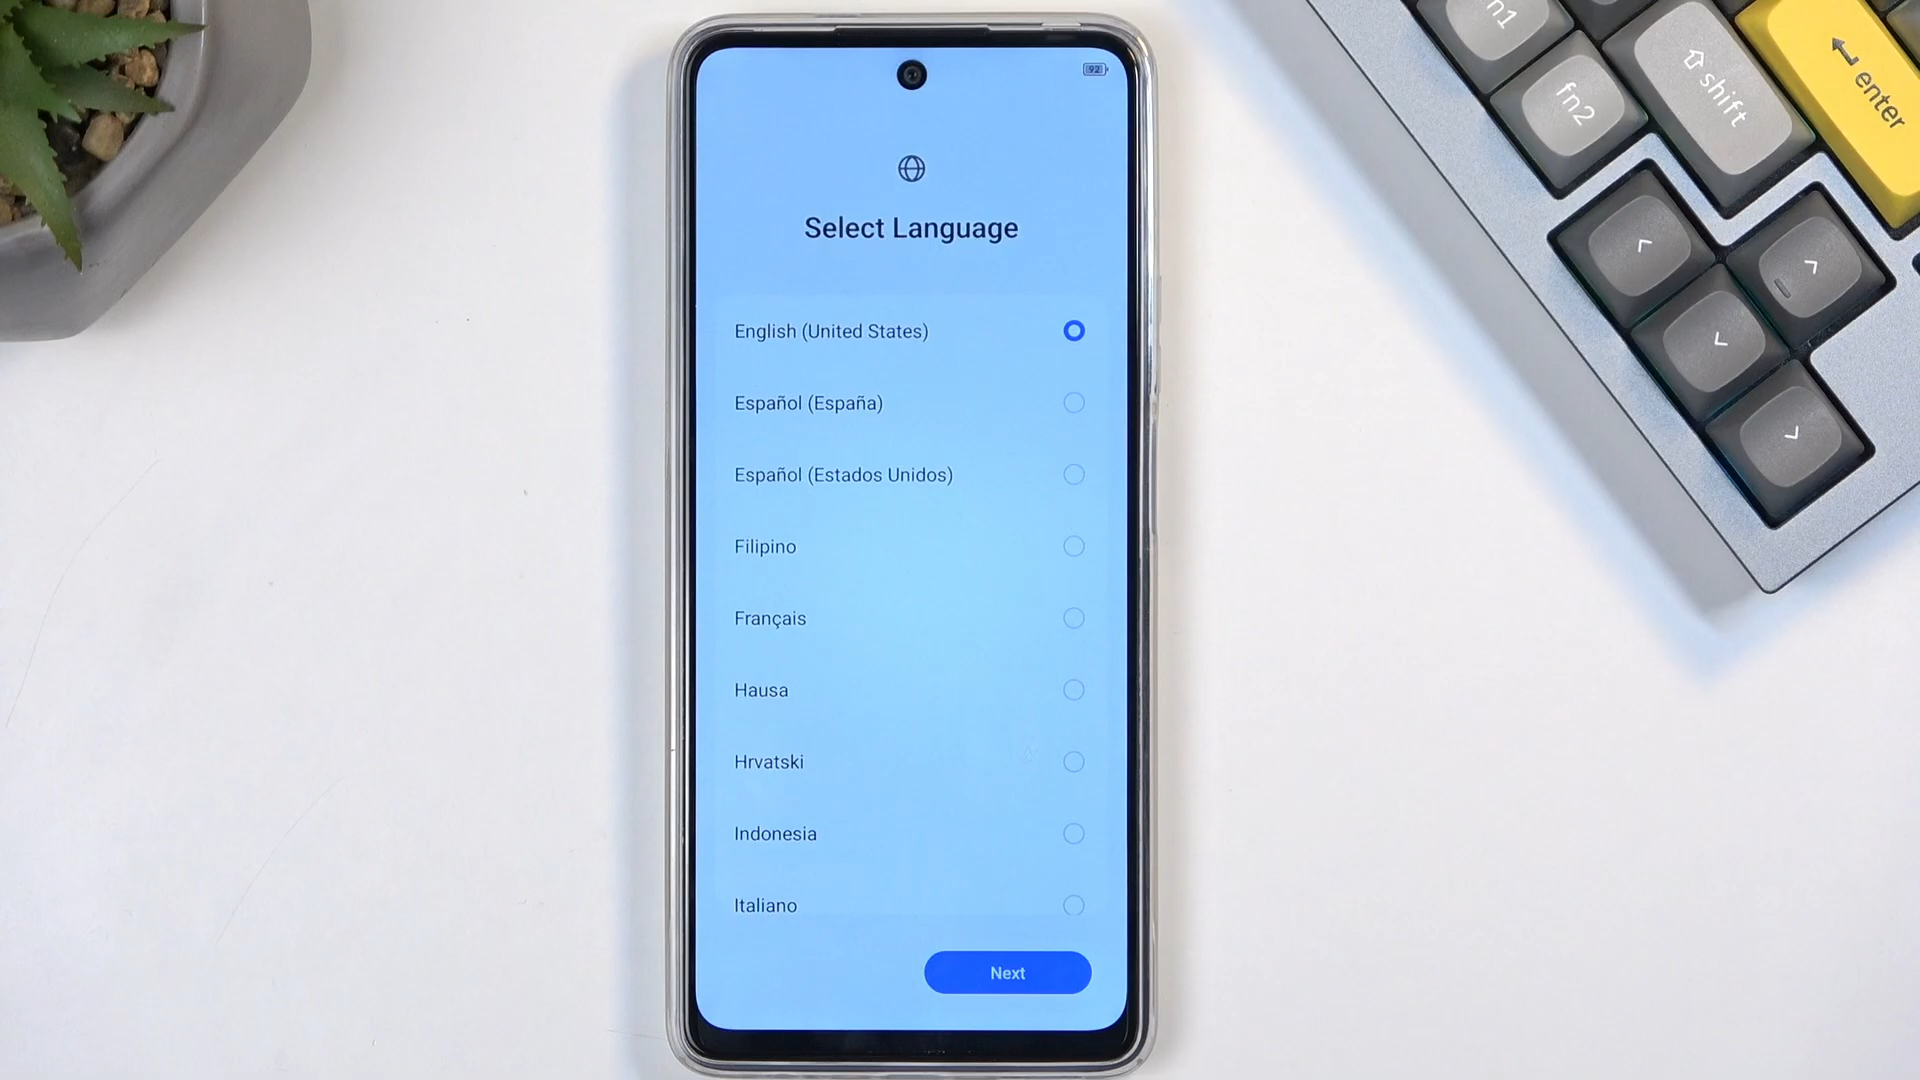 92
Select Language
English (United States)
Español (España)
Español (Estados Unidos)
Filipino
Français
Hausa
Hrvatski
Indonesia
Italiano
Next
fn1
fn2
shift
enter